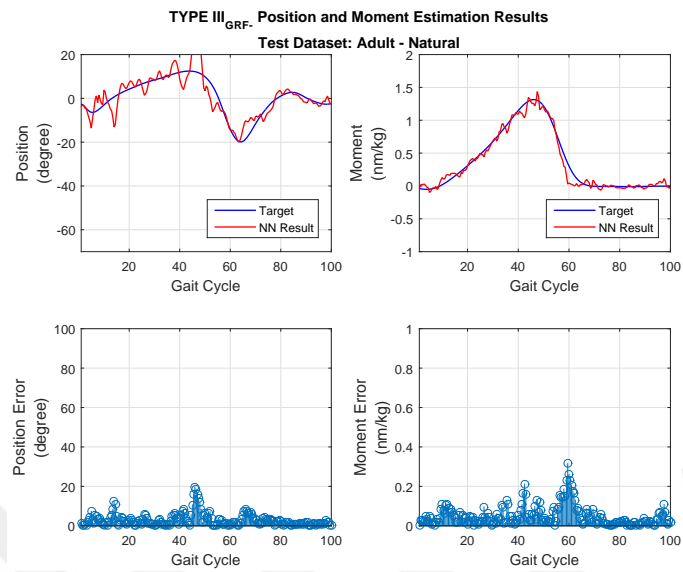 TYPE III_GRF- Position and Moment Estimation Results
Test Dataset: Adult - Natural
20
0
-20
-40
-60
Position
(degree)
Target
NN Result
20
40
60
80
100
Gait Cycle
2
1.5
1
0.5
0
-0.5
-1
Moment
(nm/kg)
Target
NN Result
20
40
60
80
100
Gait Cycle
100
80
60
40
20
0
Position Error
(degree)
20
40
60
80
100
Gait Cycle
1
0.8
0.6
0.4
0.2
0
Moment Error
(nm/kg)
20
40
60
80
100
Gait Cycle